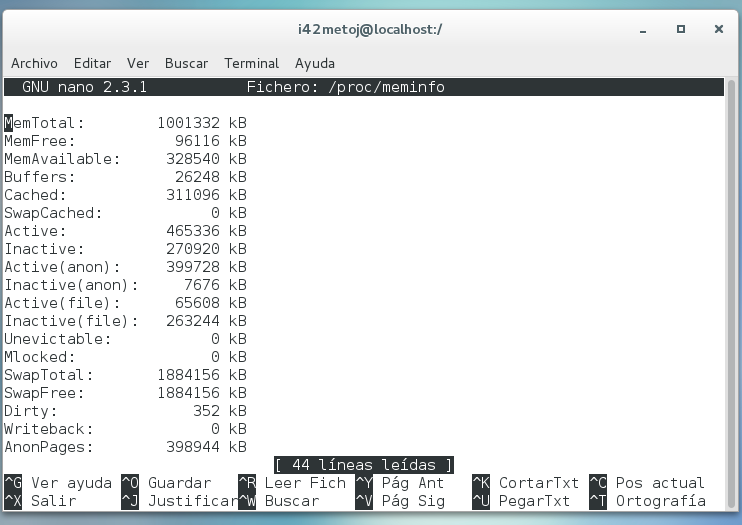 i42metoj@localhost:/
Archivo Editar Ver Buscar Terminal Ayuda
GNU nano 2.3.1 Fichero: /proc/meminfo
MemTotal: 1001332 kB
MemFree: 96116 kB
MemAvailable: 328540 kB
Buffers: 26248 kB
Cached: 311096 kB
SwapCached: 0 kB
Active: 465336 kB
Inactive: 270920 kB
Active(anon): 399728 kB
Inactive(anon): 7676 kB
Active(file): 65608 kB
Inactive(file): 263244 kB
Unevictable: 0 kB
Mlocked: 0 kB
SwapTotal: 1884156 kB
SwapFree: 1884156 kB
Dirty: 352 kB
Writeback: 0 kB
AnonPages: 398944 kB
[ 44 líneas leídas ]
^G Ver ayuda ^O Guardar ^R Leer Fich ^Y Pág Ant ^K CortarTxt ^C Pos actual
^X Salir ^J Justificar ^W Buscar ^V Pág Sig ^U PegarTxt ^T Ortografía